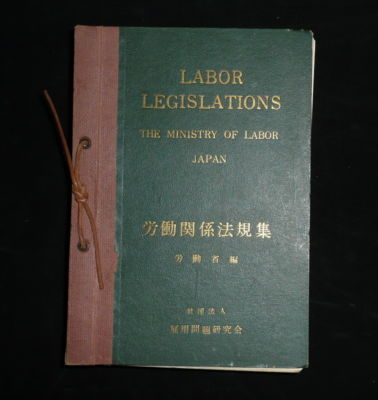 LABOR
LEGISLATIONS
THE MINISTRY OF LABOR
JAPAN
労働関係法規集
労働省編
社団法人
雇用問題研究会